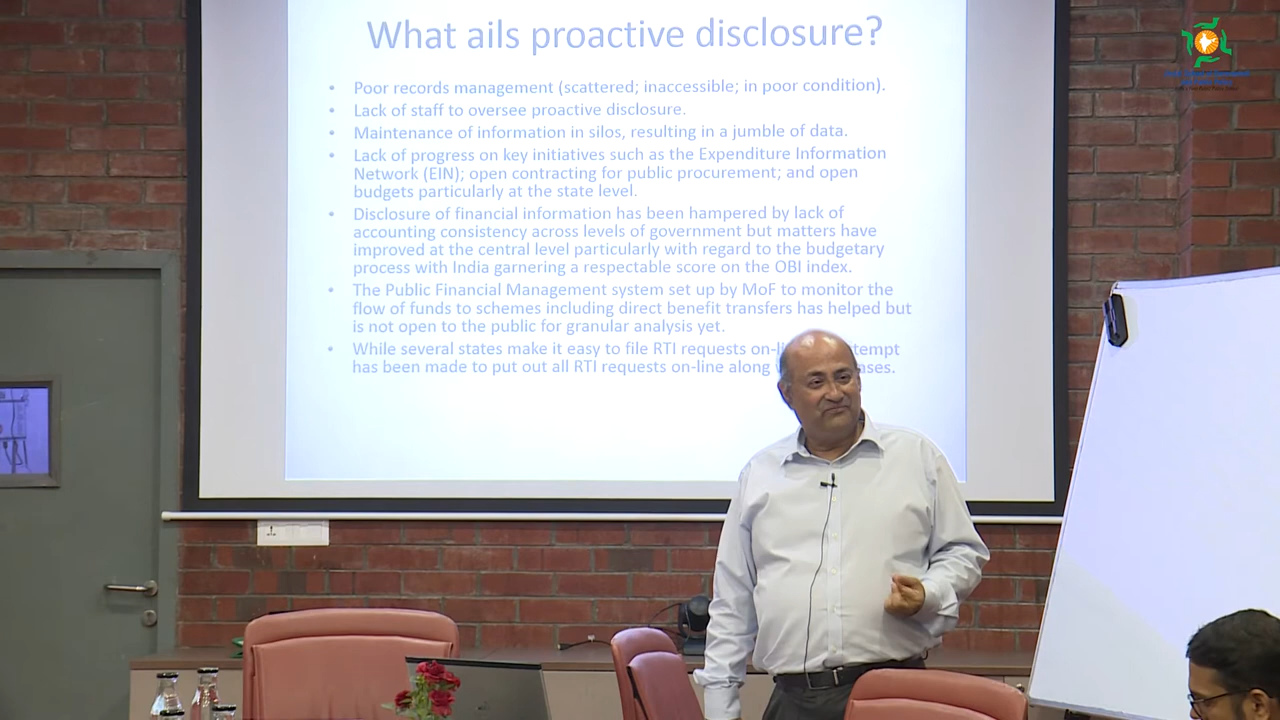 What ails proactive disclosure?
• Poor records management (scattered; inaccessible; in poor condition).
• Lack of staff to oversee proactive disclosure.
• Maintenance of information in silos, resulting in a jumble of data.
• Lack of progress on key initiatives such as the Expenditure Information
Network (EIN); open contracting for public procurement; and open
budgets particularly at the state level.
• Disclosure of financial information has been hampered by lack of
accounting consistency across levels of government but matters have
improved at the central level particularly with regard to the budgetary
process with India garnering a respectable score on the OBI index.
• The Public Financial Management system set up by MoF to monitor the
flow of funds to schemes including direct benefit transfers has helped but
is not open to the public for granular analysis yet.
• While several states make it easy to file RTI requests
has been made to put out all RTI requests on-line along